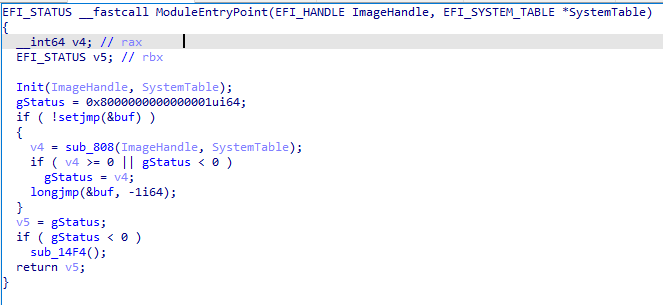 EFI_STATUS __fastcall ModuleEntryPoint(EFI_HANDLE ImageHandle, EFI_SYSTEM_TABLE *SystemTable)
{
  __int64 v4; // rax
  EFI_STATUS v5; // rbx

  Init(ImageHandle, SystemTable);
  gStatus = 0x8000000000000001ui64;
  if ( !setjmp(&buf) )
  {
    v4 = sub_808(ImageHandle, SystemTable);
    if ( v4 >= 0 || gStatus < 0 )
      gStatus = v4;
    longjmp(&buf, -1i64);
  }
  v5 = gStatus;
  if ( gStatus < 0 )
    sub_14F4();
  return v5;
}